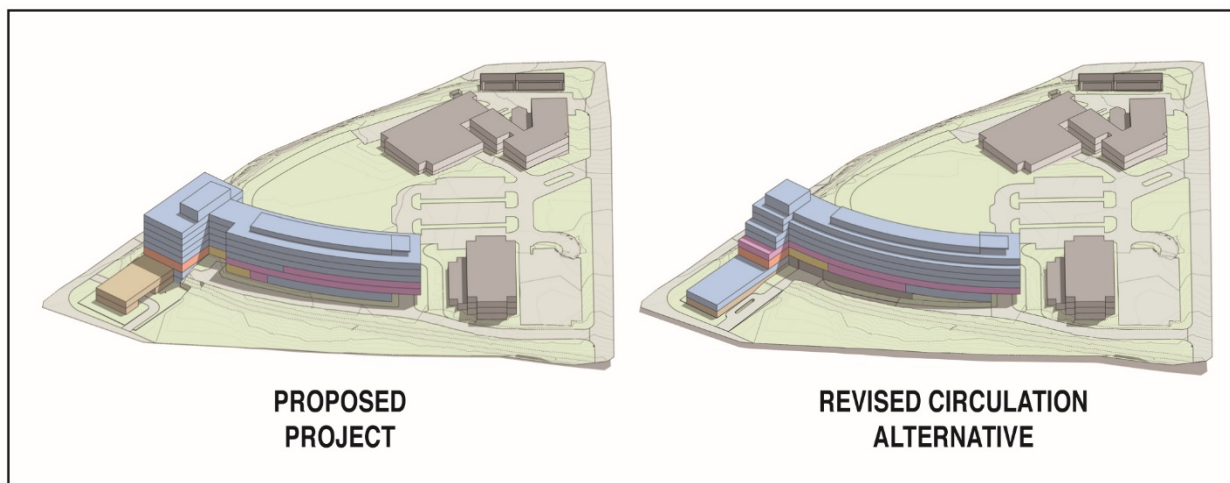 PROPOSED
PROJECT
REVISED CIRCULATION
ALTERNATIVE